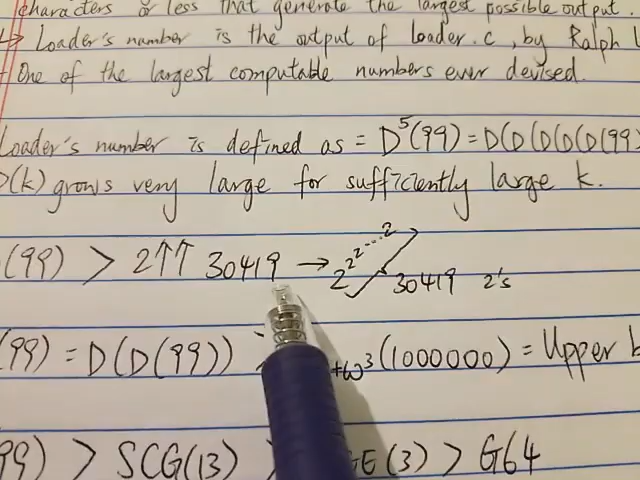 characters or less that generate the largest possible output.
↳ Loader's number is the output of loader.c, by Ralph
One of the largest computable numbers ever devised.
Loader's number is defined as = D⁵(99) = D(D(D(D(D(99)
D(k) grows very large for sufficiently large k.
(99) > 2↑↑ 30419 → 2^2^2^...^2 30419 2's
(99) = D(D(99)) +ω³(1000000) = Upper
99) > SCG(13) > (3) > G64